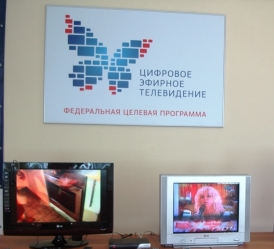 ЦИФРОВОЕ
ЭФИРНОЕ
ТЕЛЕВИДЕНИЕ
ФЕДЕРАЛЬНАЯ ЦЕЛЕВАЯ ПРОГРАММА